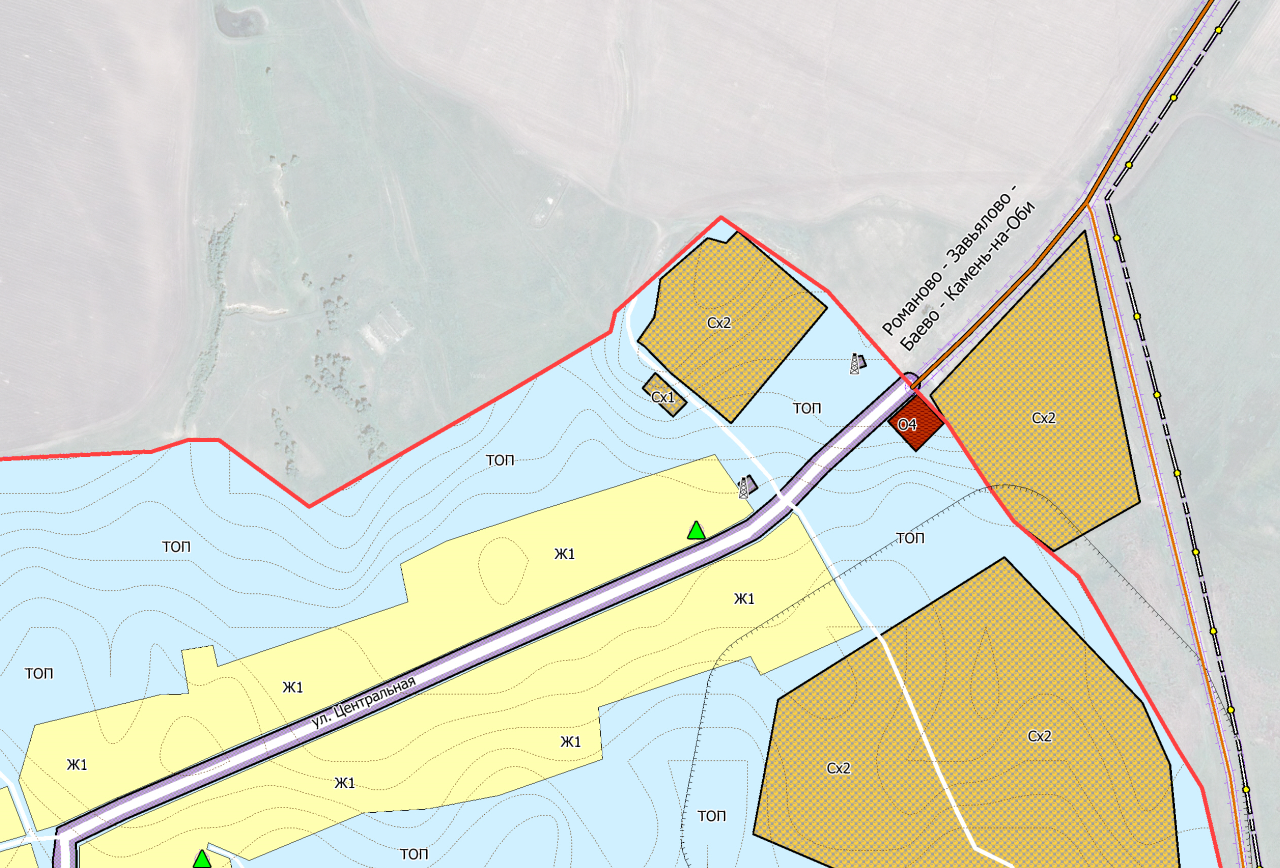 Романово - Завьялово -
Баево - Камень-на-Оби
Сх2
Сх1
ТОП
О4
Сх2
ТОП
ТОП
ТОП
Ж1
Ж1
ТОП
Ж1
ул. Центральная
Ж1
Сх2
Ж1
Сх2
Ж1
ТОП
ТОП